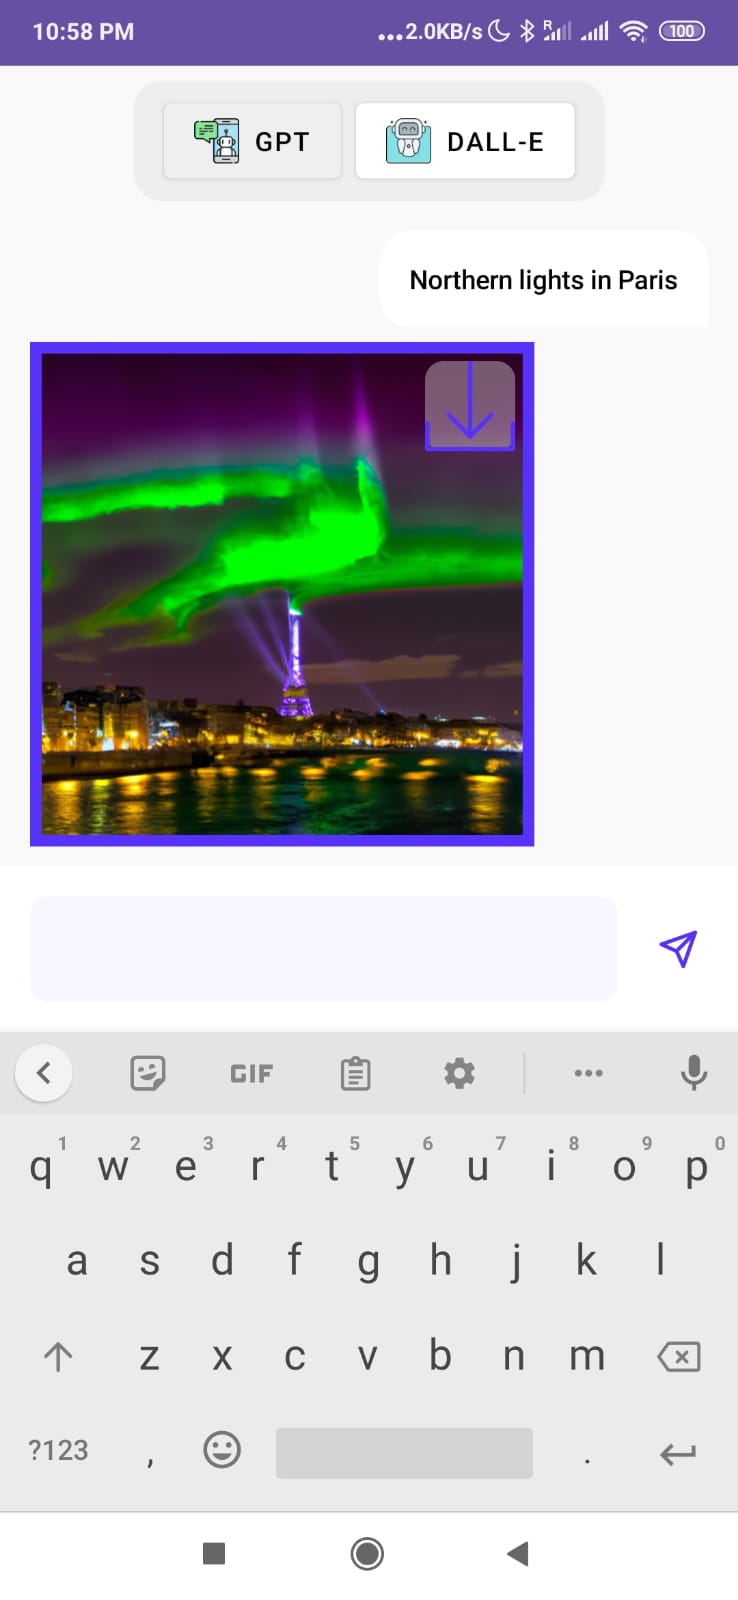 10:58 PM ...2.0KB/s R 100
GPT DALL-E
Northern lights in Paris
GIF
1 2 3 4 5 6 7 8 9 0
q w e r t y u i o p
a s d f g h j k l
z x c v b n m
?123 , .